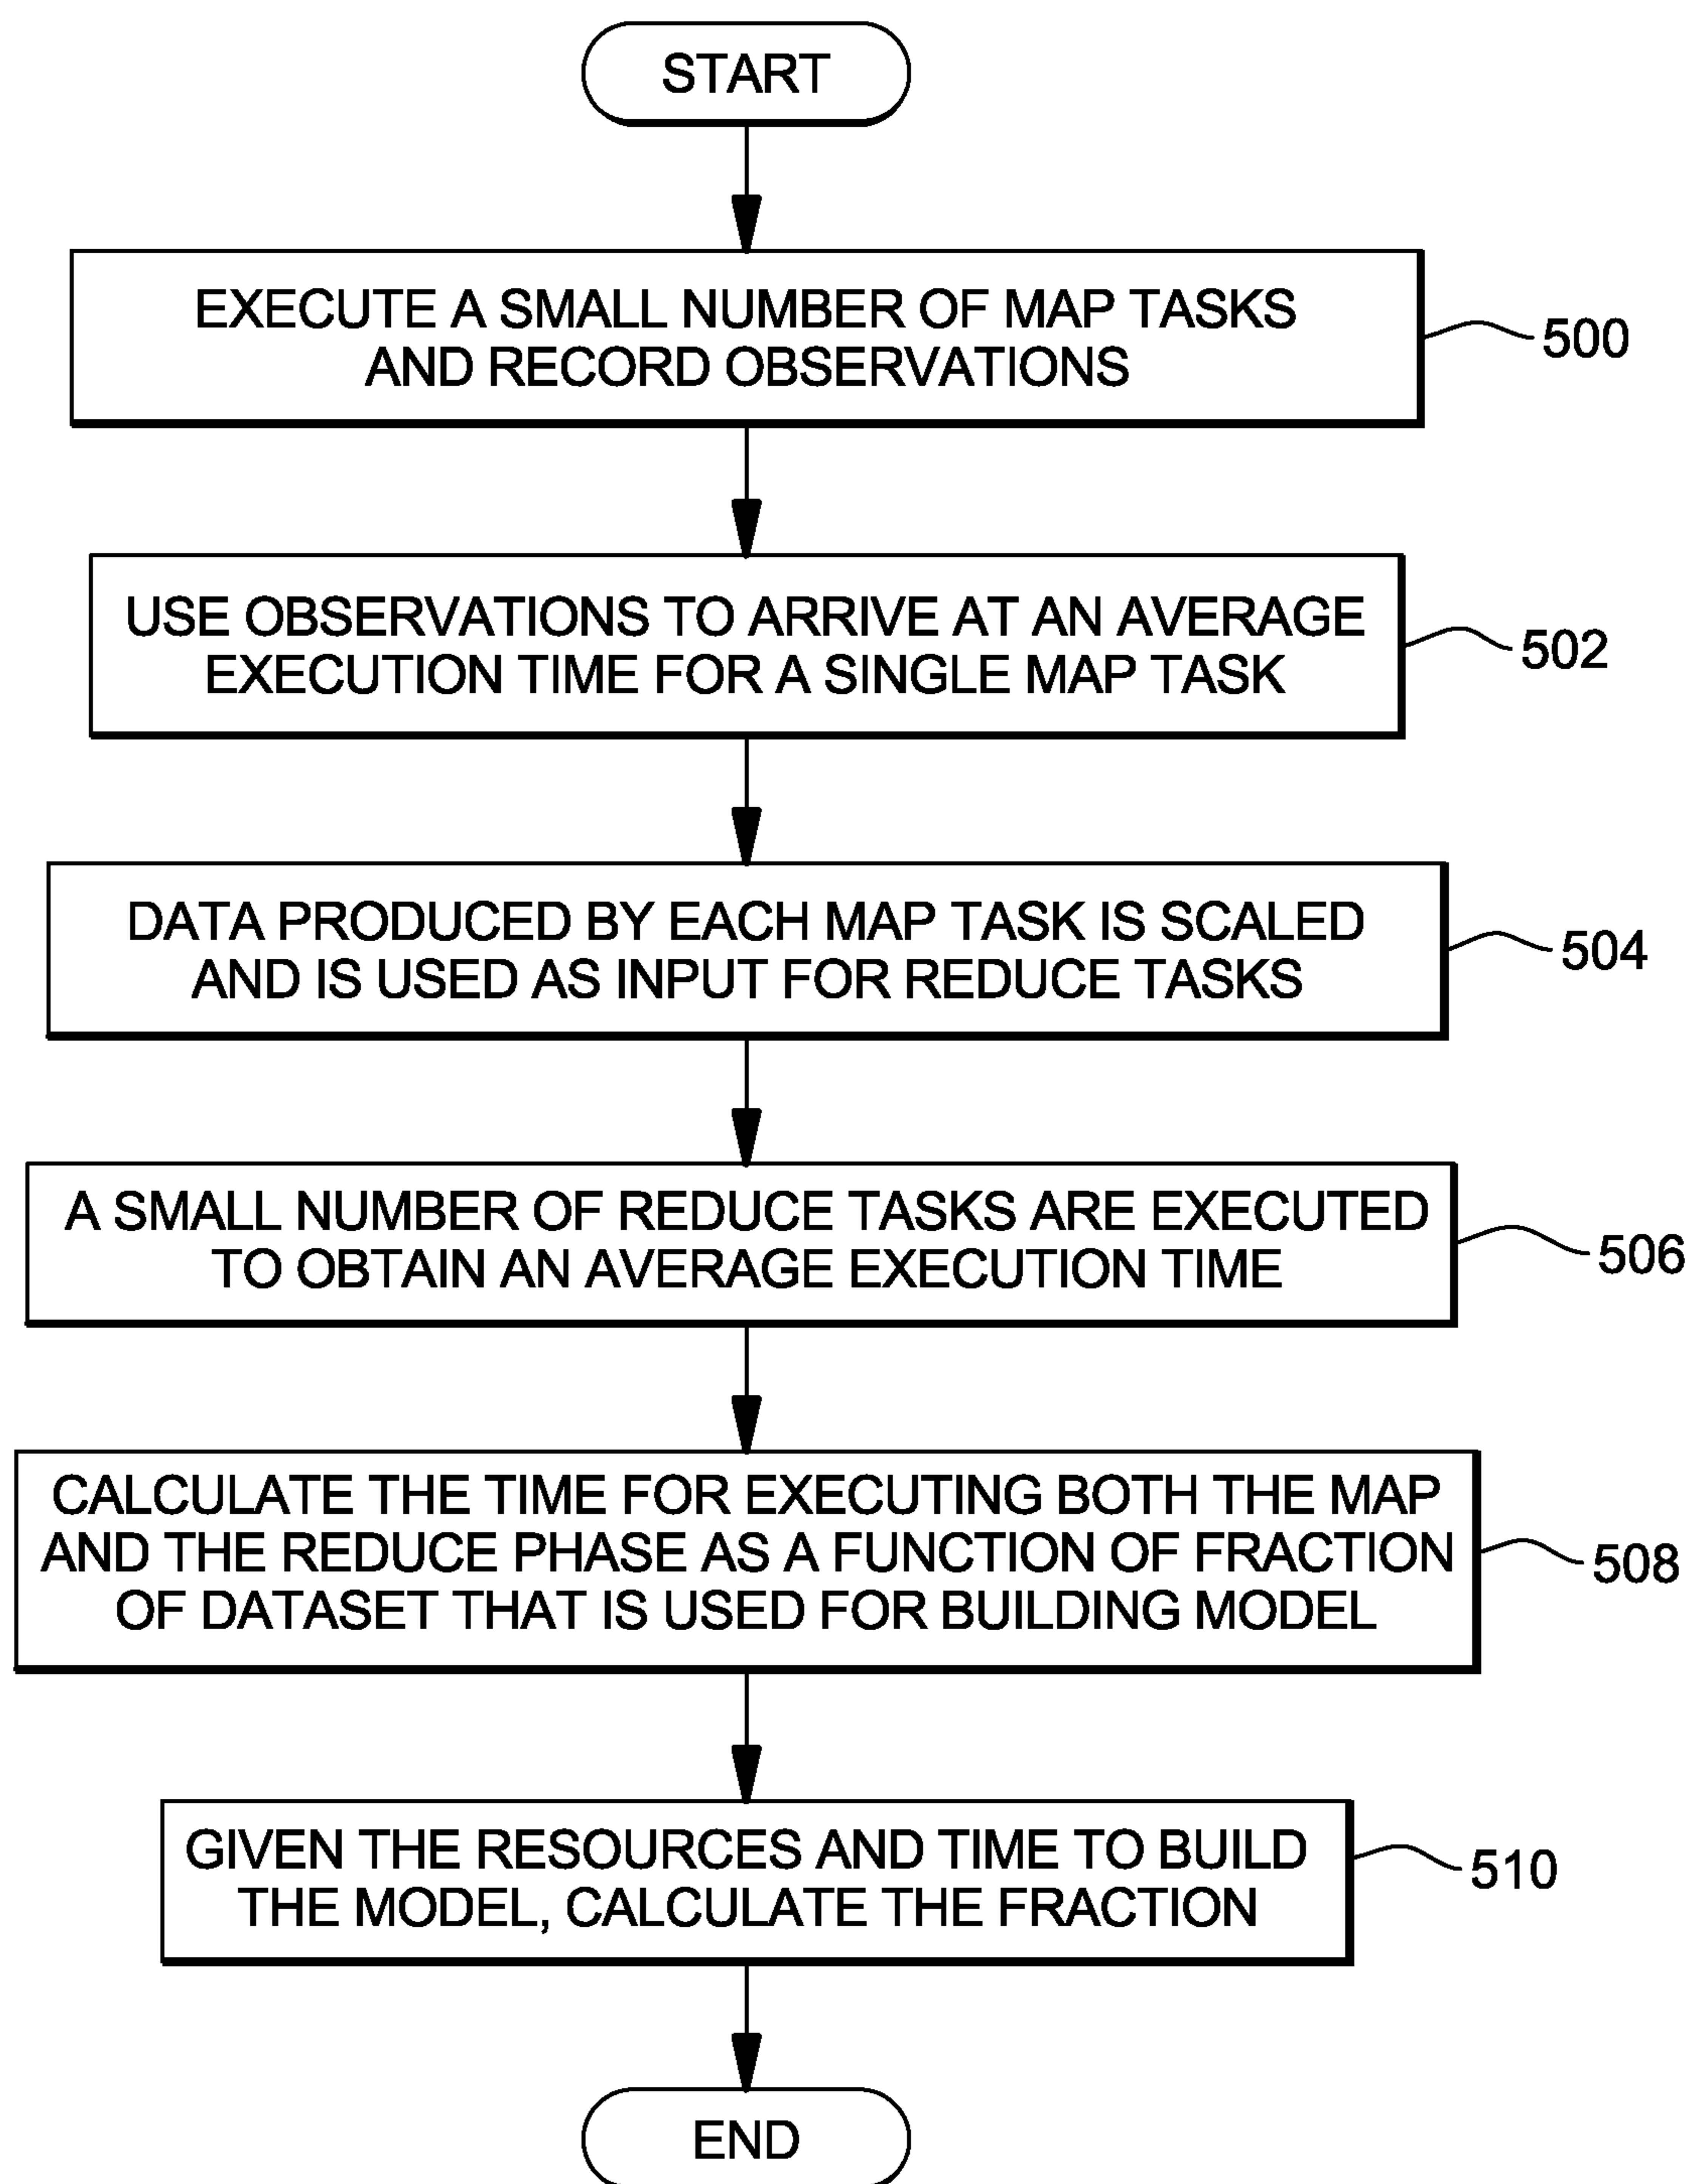 START
EXECUTE A SMALL NUMBER OF MAP TASKS
AND RECORD OBSERVATIONS
500
USE OBSERVATIONS TO ARRIVE AT AN AVERAGE
EXECUTION TIME FOR A SINGLE MAP TASK
502
DATA PRODUCED BY EACH MAP TASK IS SCALED
AND IS USED AS INPUT FOR REDUCE TASKS
504
A SMALL NUMBER OF REDUCE TASKS ARE EXECUTED
TO OBTAIN AN AVERAGE EXECUTION TIME
506
CALCULATE THE TIME FOR EXECUTING BOTH THE MAP
AND THE REDUCE PHASE AS A FUNCTION OF FRACTION
OF DATASET THAT IS USED FOR BUILDING MODEL
508
GIVEN THE RESOURCES AND TIME TO BUILD
THE MODEL, CALCULATE THE FRACTION
510
END